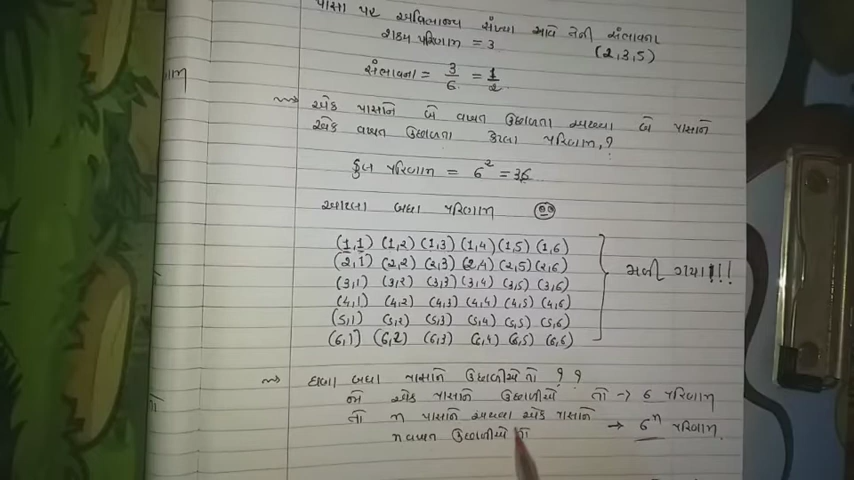 પાસા પર અવિભાજ્ય સંખ્યા આવે તેની સંભાવના
શક્ય પરિણામ = 3 (2,3,5)
સંભાવના = 3/6 = 1/2
એક પાસાને બે વખત ઉછાળતા અથવા બે પાસાને
એક વખત ઉછાળતા કેટલા પરિણામ ?
કુલ પરિણામ = 6² = 36
આટલા બધા પરિણામ
(1,1) (1,2) (1,3) (1,4) (1,5) (1,6)
(2,1) (2,2) (2,3) (2,4) (2,5) (2,6)
(3,1) (3,2) (3,3) (3,4) (3,5) (3,6)
(4,1) (4,2) (4,3) (4,4) (4,5) (4,6)
(5,1) (5,2) (5,3) (5,4) (5,5) (5,6)
(6,1) (6,2) (6,3) (6,4) (6,5) (6,6)
મળી ગયા!!!!
ઘણા બધા પાસાને ઉછાળીએ તો ? ?
જો એક પાસાને ઉછાળીએ તો → 6 પરિણામ
તો n પાસાને અથવા એક પાસાને
n વખત ઉછાળીએ તો → 6ⁿ પરિણામ.